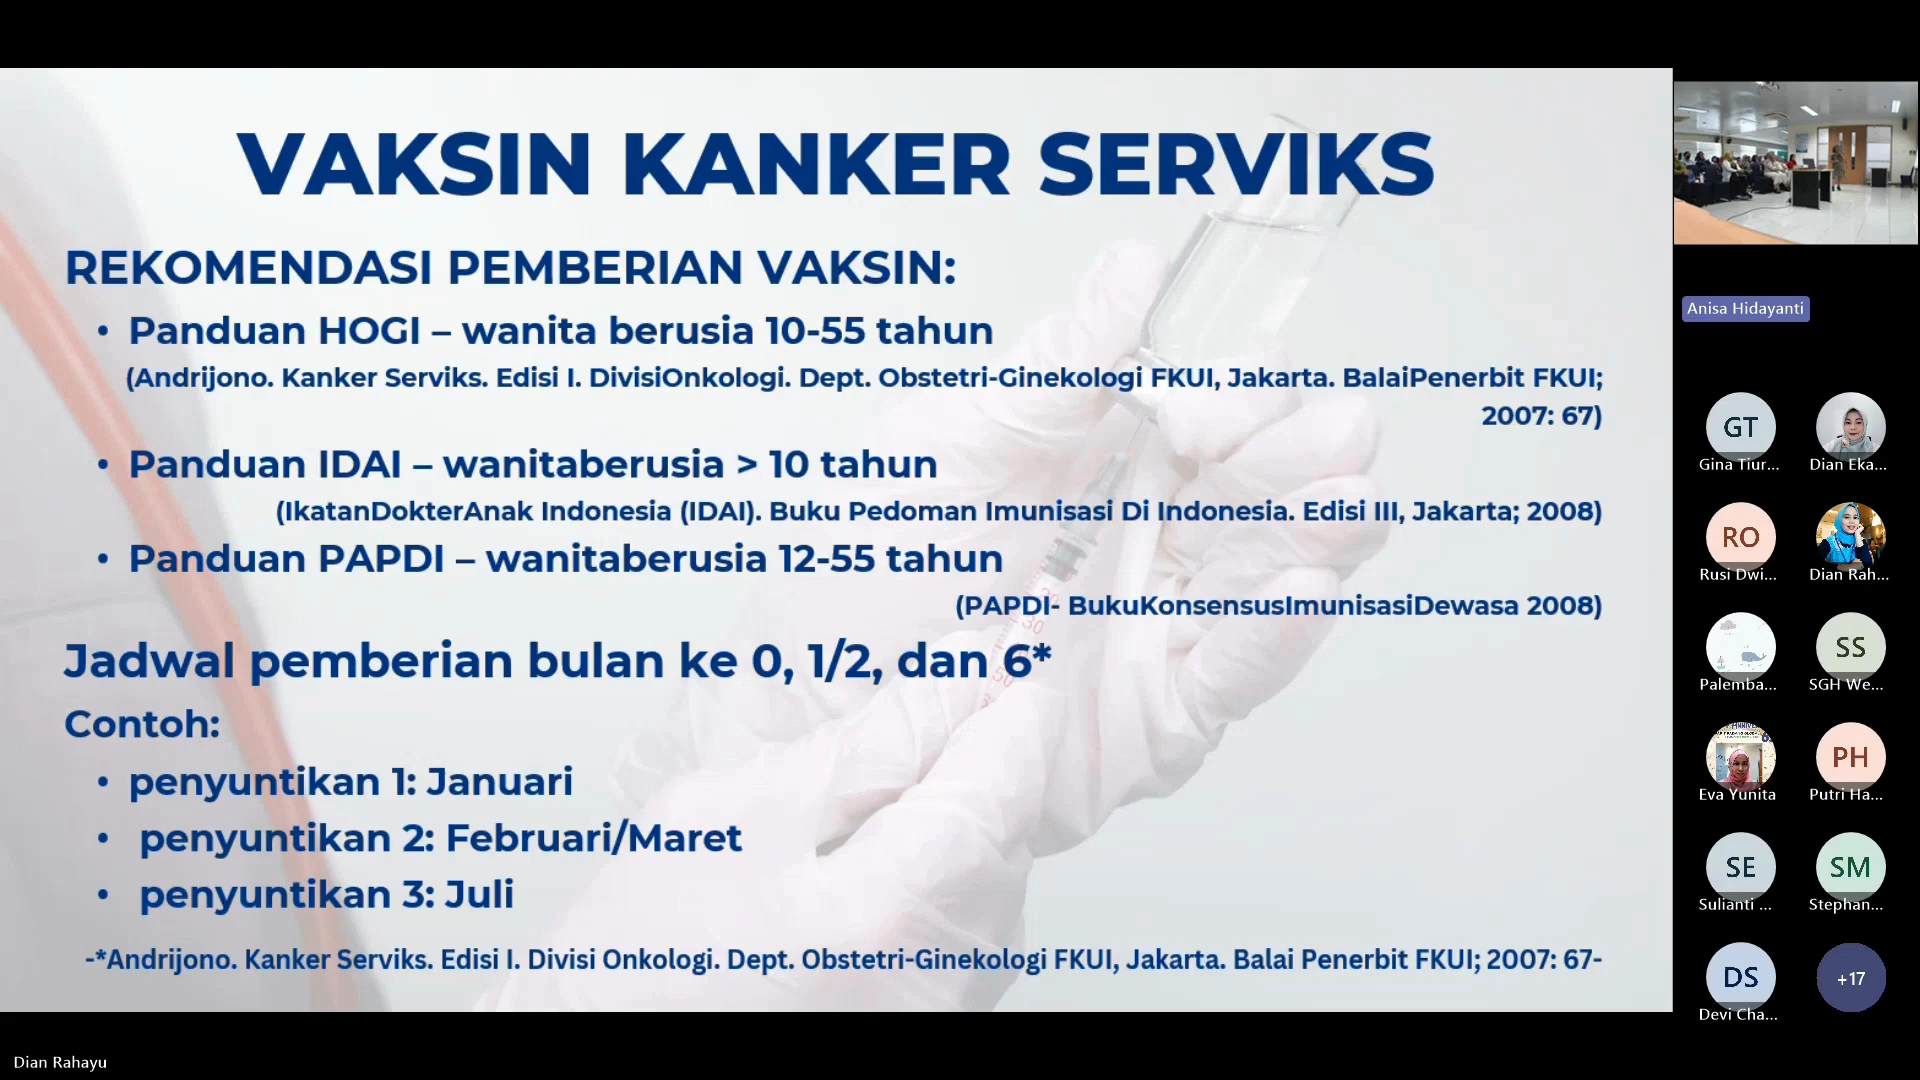 VAKSIN KANKER SERVIKS
REKOMENDASI PEMBERIAN VAKSIN:
• Panduan HOGI – wanita berusia 10-55 tahun
(Andrijono. Kanker Serviks. Edisi I. DivisiOnkologi. Dept. Obstetri-Ginekologi FKUI, Jakarta. BalaiPenerbit FKUI;
2007: 67)
• Panduan IDAI – wanitaberusia > 10 tahun
(IkatanDokterAnak Indonesia (IDAI). Buku Pedoman Imunisasi Di Indonesia. Edisi III, Jakarta; 2008)
• Panduan PAPDI – wanitaberusia 12-55 tahun
(PAPDI- BukuKonsensusImunisasiDewasa 2008)
Jadwal pemberian bulan ke 0, 1/2, dan 6*
Contoh:
• penyuntikan 1: Januari
• penyuntikan 2: Februari/Maret
• penyuntikan 3: Juli
-*Andrijono. Kanker Serviks. Edisi I. Divisi Onkologi. Dept. Obstetri-Ginekologi FKUI, Jakarta. Balai Penerbit FKUI; 2007: 67-
30
50
Dian Rahayu
Anisa Hidayanti
GT
Gina Tiur...
Dian Eka...
RO
Rusi Dwi...
Dian Rah...
Palemba...
SS
SGH We...
Eva Yunita
PH
Putri Ha...
SE
Sulianti ...
SM
Stephan...
DS
Devi Cha...
+17